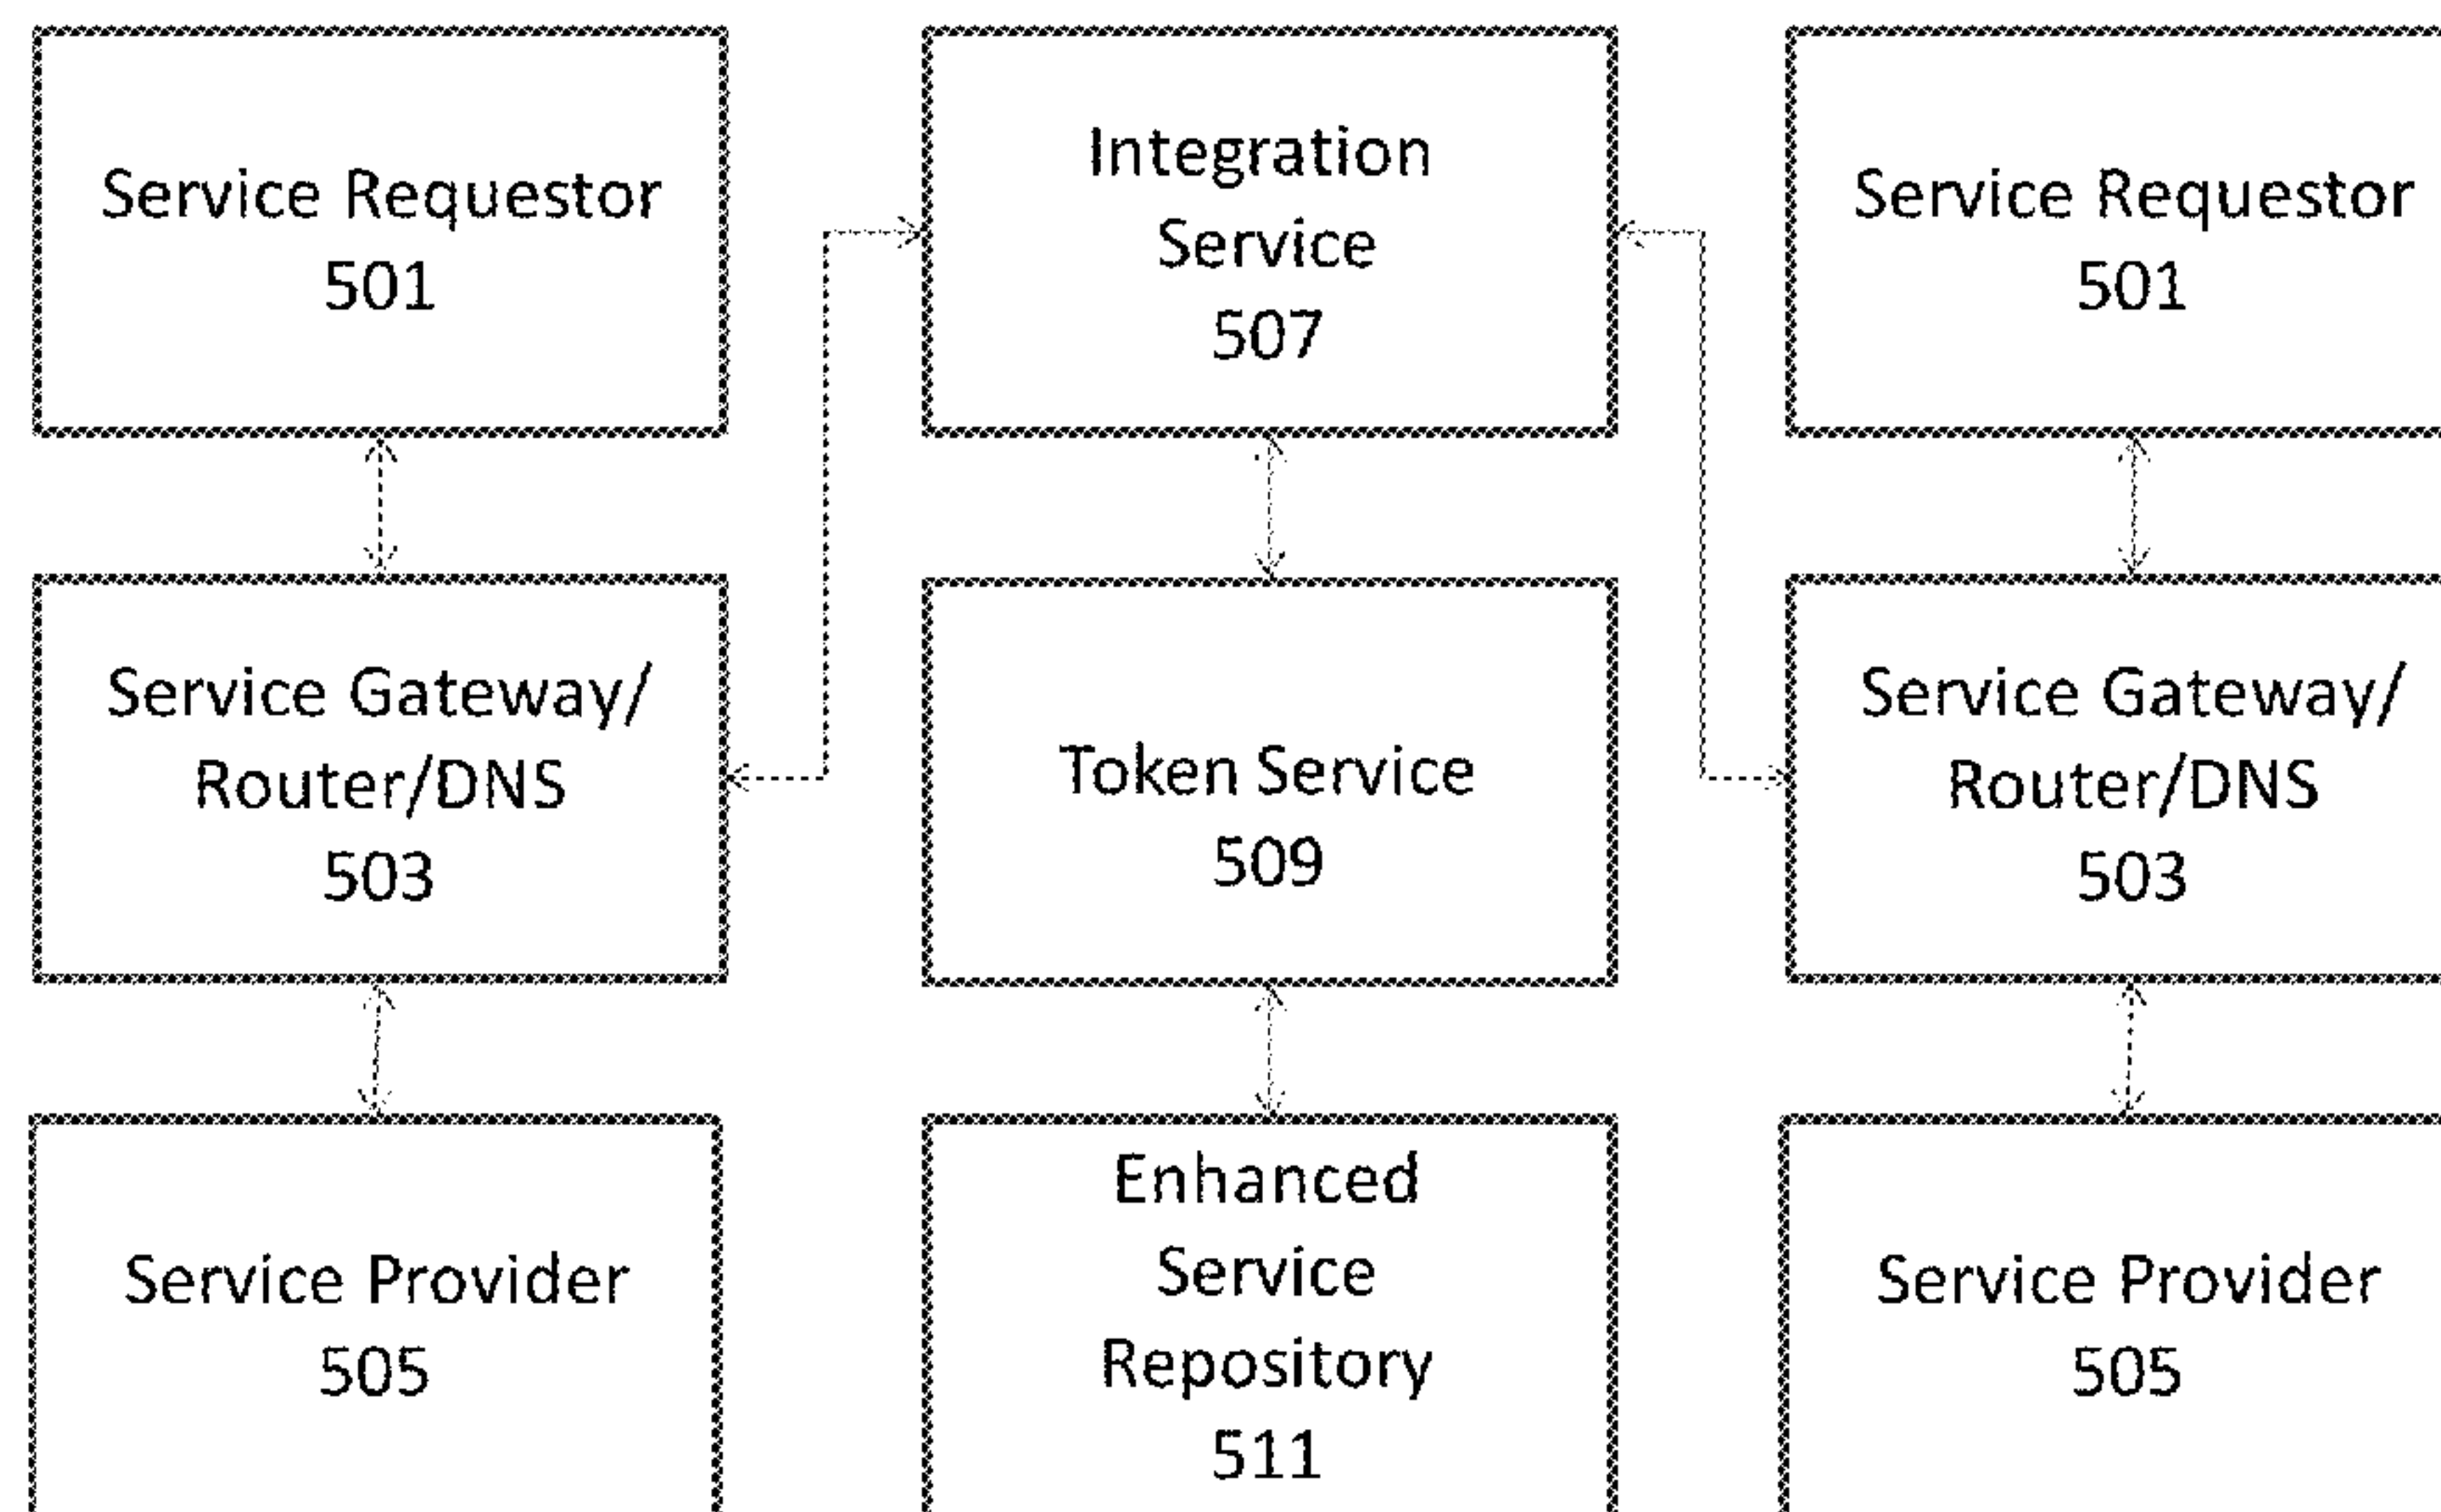 Service Requestor
501
Integration
Service
507
Service Requestor
501
Service Gateway/
Router/DNS
503
Token Service
509
Service Gateway/
Router/DNS
503
Service Provider
505
Enhanced
Service
Repository
511
Service Provider
505